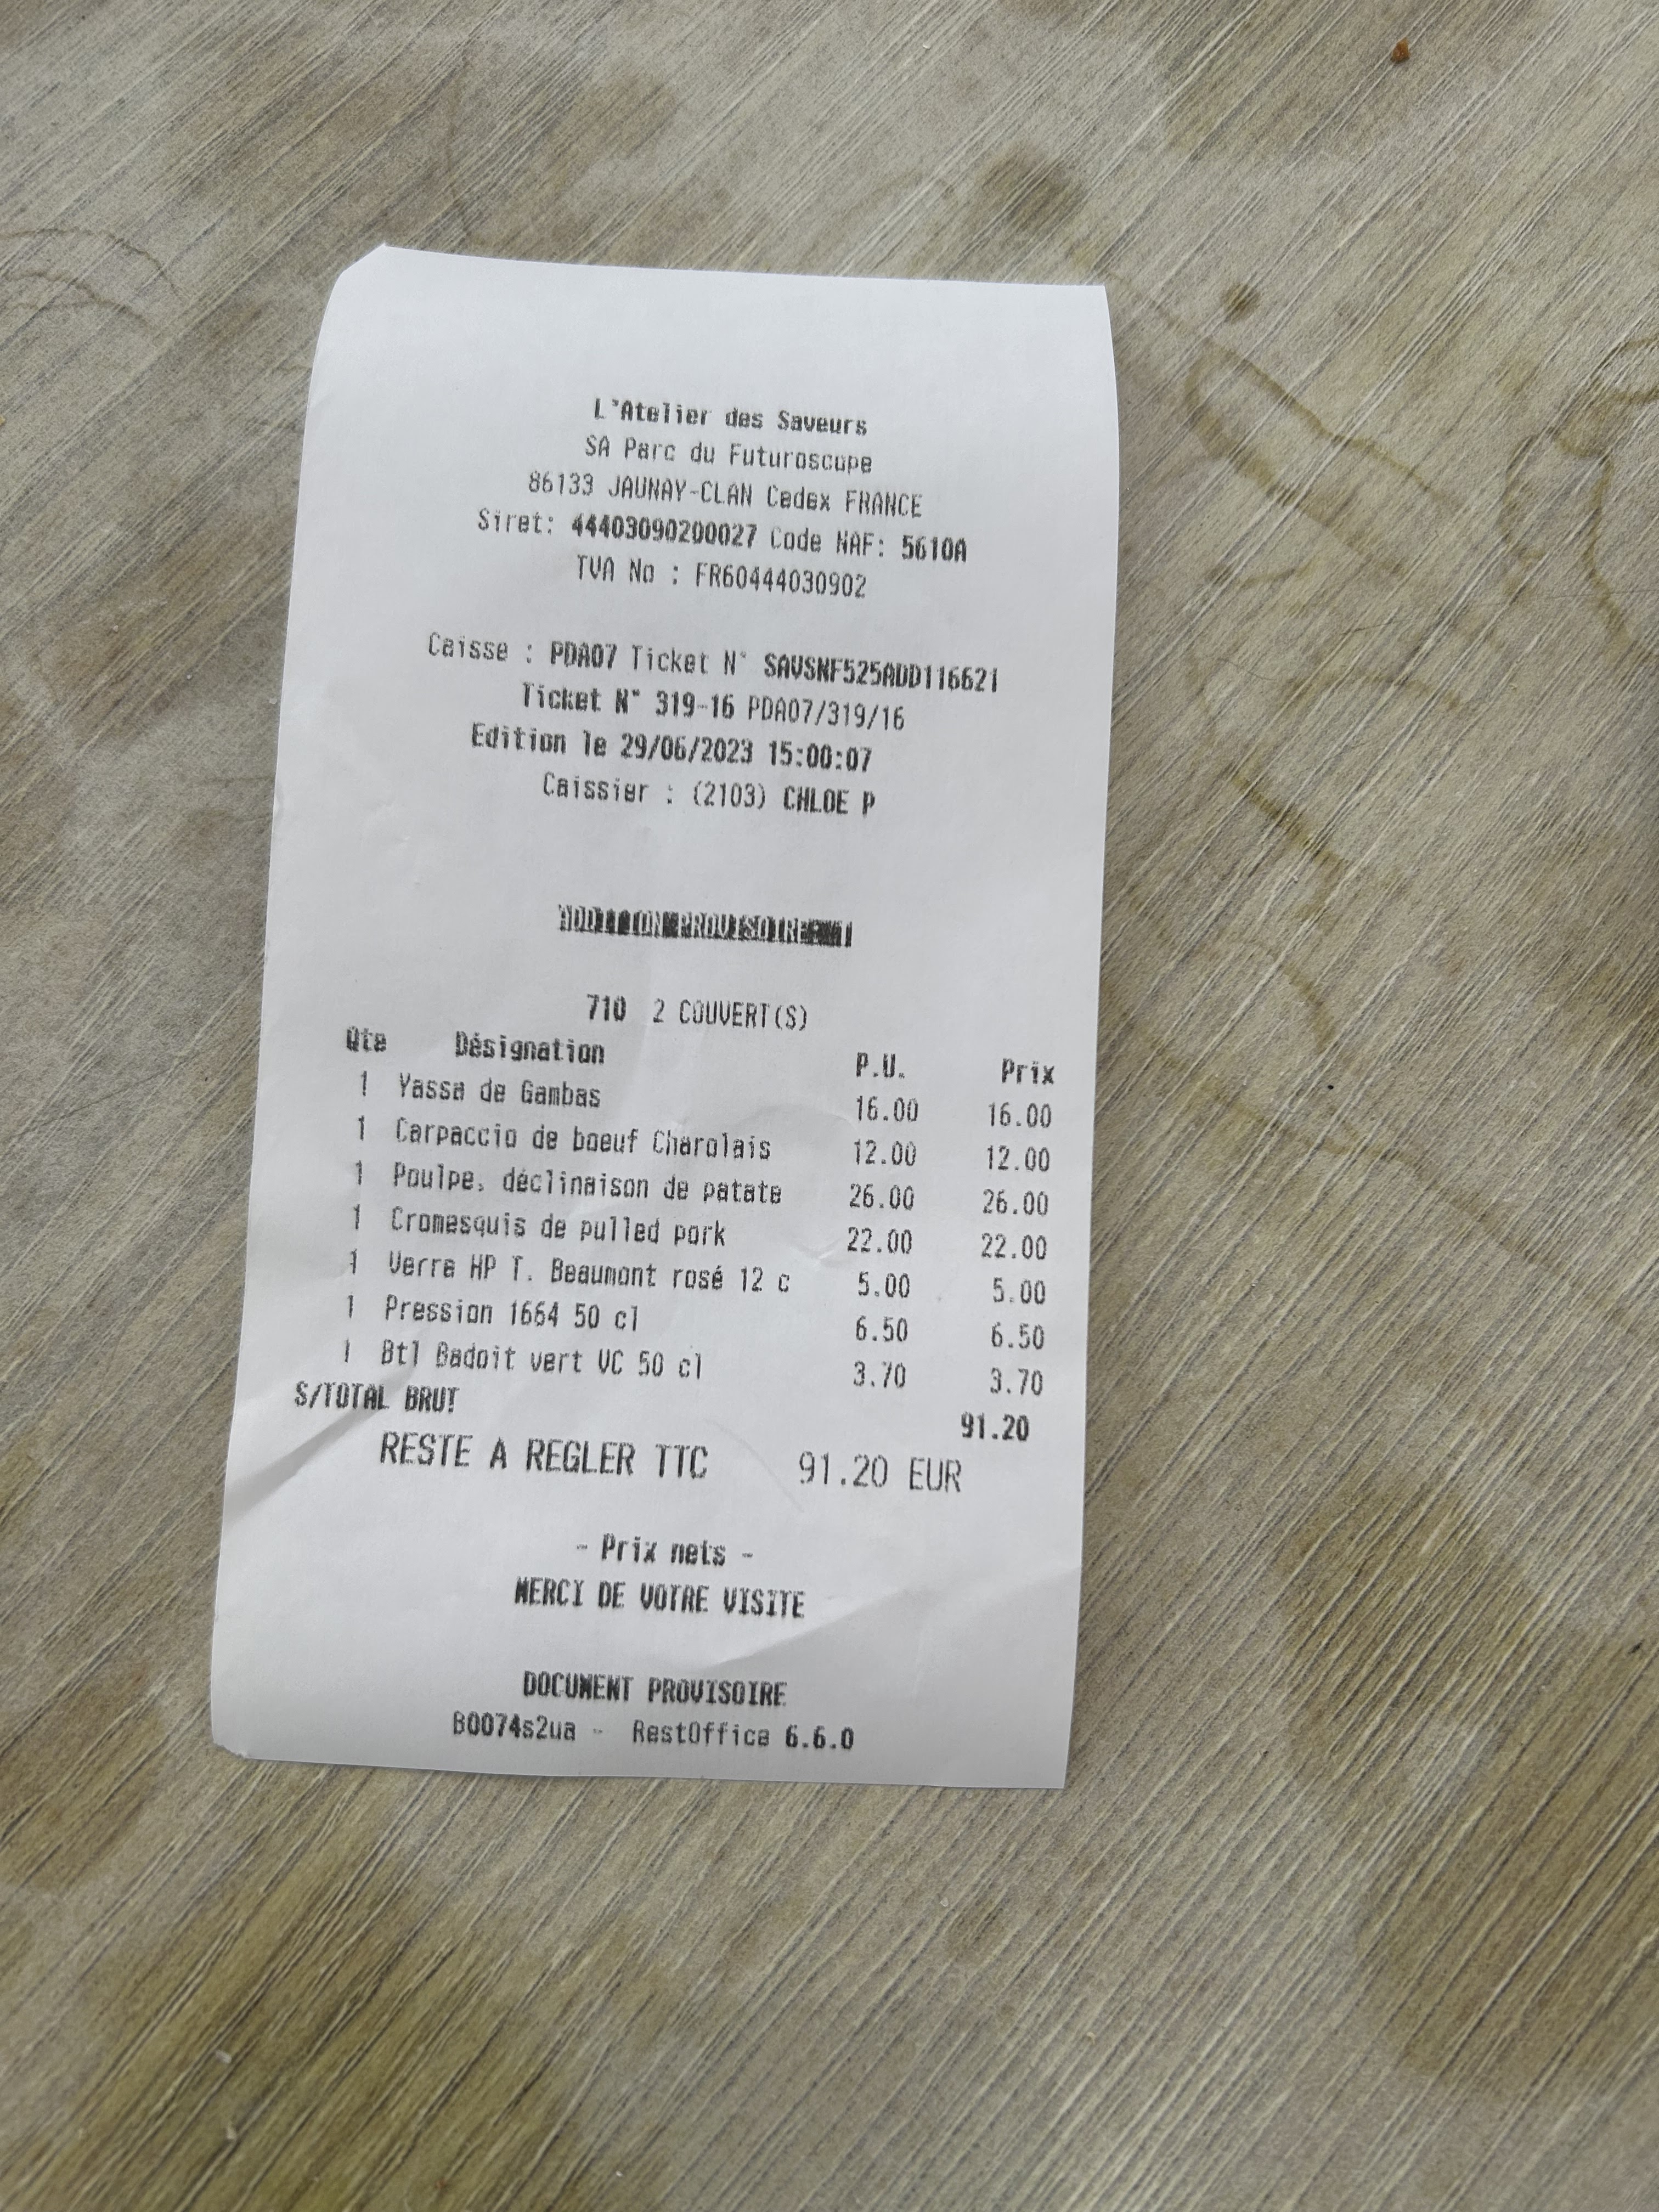 L'Atelier des Saveurs
SA Parc du Futuroscope
86133 JAUNAY-CLAN Cedex FRANCE
Siret: 44403090200027 Code NAF: 5610A
TVA No : FR60444030902
Caisse : PDA07 Ticket N° SAVSNF525ADD116621
Ticket N° 319-16 PDA07/319/16
Edition le 29/06/2023 15:00:07
Caissier : (2103) CHLOE P
ADDITION PROVISOIRE
710 2 COUVERT(S)
Qte Désignation P.U. Prix
1 Yassa de Gambas 16.00 16.00
1 Carpaccio de boeuf Charolais 12.00 12.00
1 Poulpe, déclinaison de patate 26.00 26.00
1 Cromesquis de pulled pork 22.00 22.00
1 Verre HP T. Beaumont rosé 12 c 5.00 5.00
1 Pression 1664 50 cl 6.50 6.50
1 Btl Badoit vert VC 50 cl 3.70 3.70
S/TOTAL BRUT 91.20
RESTE A REGLER TTC 91.20 EUR
- Prix nets -
MERCI DE VOTRE VISITE
DOCUMENT PROVISOIRE
B0074s2ua - RestOffice 6.6.0